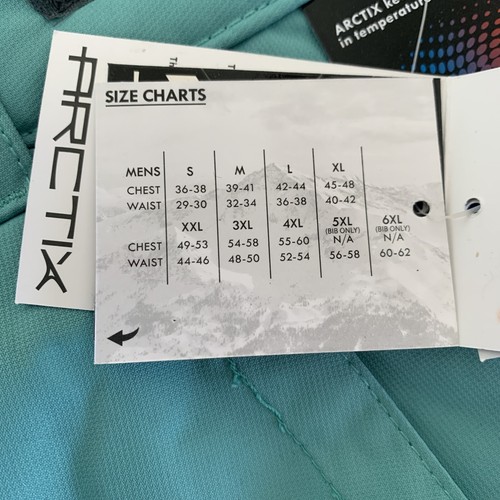 ARCTIX ke
in temperature
ARCTIX
SIZE CHARTS
MENS S M L XL
CHEST 36-38 39-41 42-44 45-48
WAIST 29-30 32-34 36-38 40-42
XXL 3XL 4XL 5XL 6XL
(BIB ONLY) (BIB ONLY)
CHEST 49-53 54-58 55-60 N/A N/A
WAIST 44-46 48-50 52-54 56-58 60-62